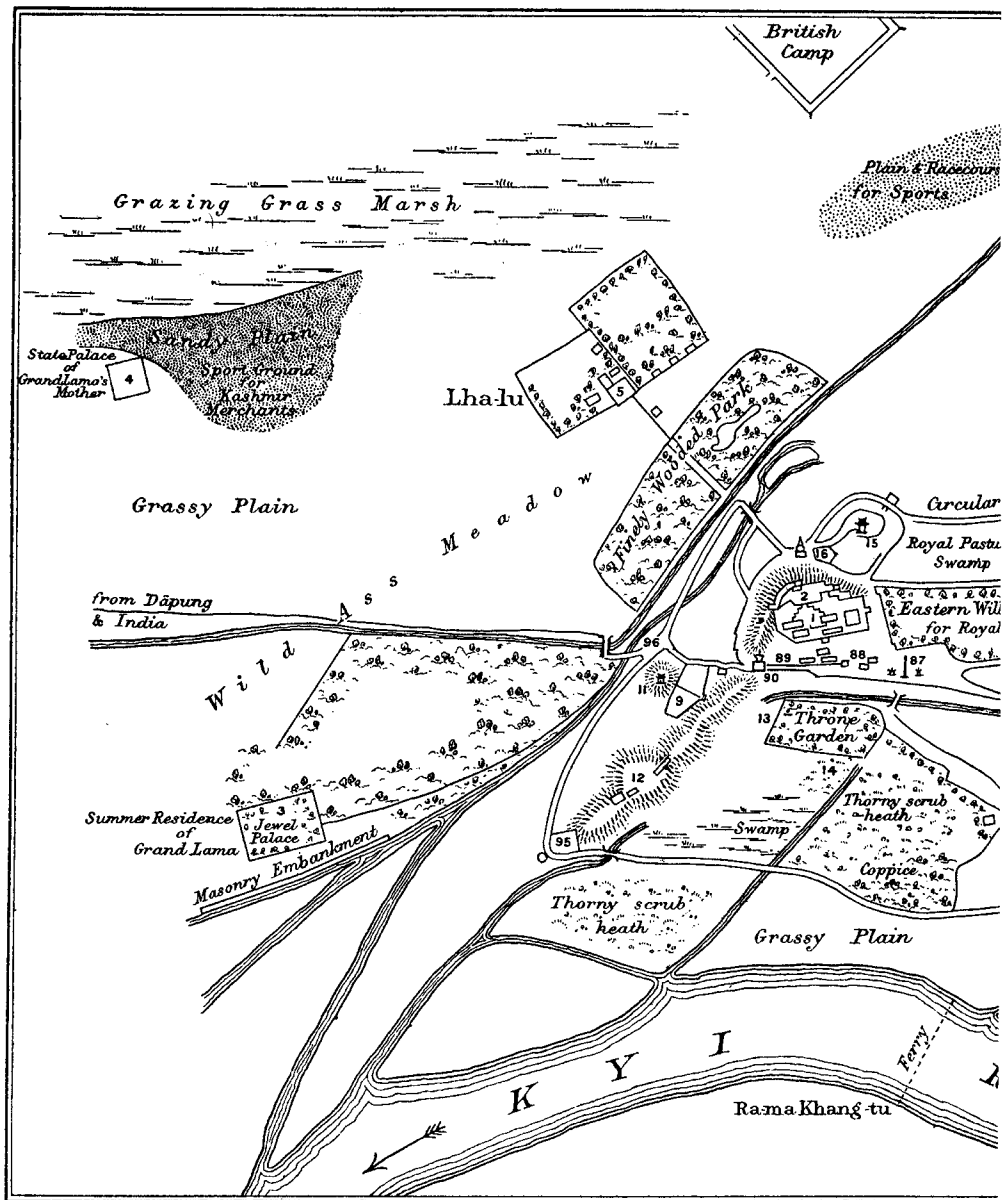 British
Camp
Plain & Racecours
for Sports
Grazing Grass Marsh
Sandy Plain
Sport Ground
for
Kashmir
Merchants
State Palace
of
Grand Lama's
Mother
4
Lha-lu
5
Finely Wooded Park
Grassy Plain
Wild Ass Meadow
from Däpung
& India
Circular
15
16
Royal Pastu
Swamp
2
1
Eastern Will
for Royal
96
89
88
87
90
11
9
13
Throne
Garden
14
12
3
Jewel
Palace
Summer Residence
of
Grand Lama
Masonry Embankment
95
Swamp
Thorny scrub
heath
Coppice
Thorny scrub
heath
Grassy Plain
KYI
Ferry
Ra-ma Khang-tu